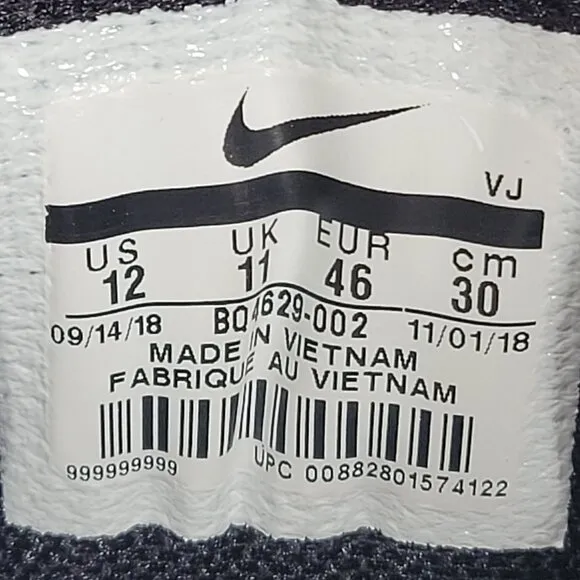 VJ
US UK EUR cm
12 11 46 30
09/14/18 BQ4629-002 11/01/18
MADE IN VIETNAM
FABRIQUE AU VIETNAM
999999999 UPC 00882801574122